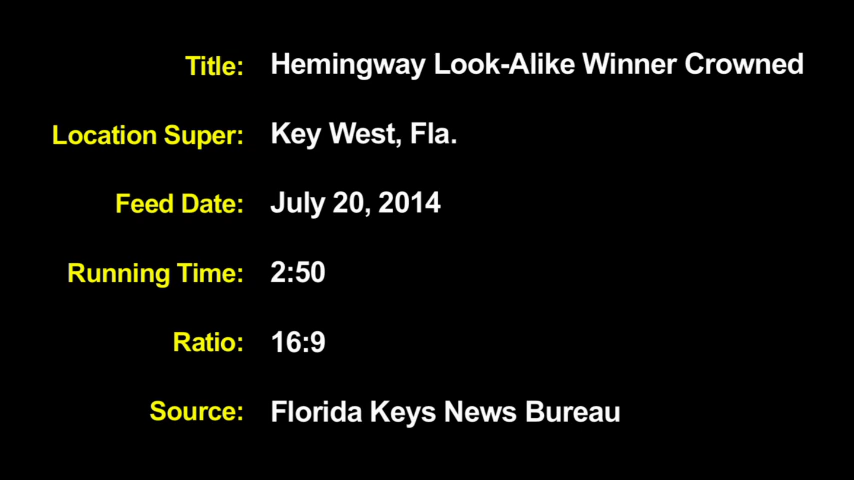 Title: Hemingway Look-Alike Winner Crowned
Location Super: Key West, Fla.
Feed Date: July 20, 2014
Running Time: 2:50
Ratio: 16:9
Source: Florida Keys News Bureau